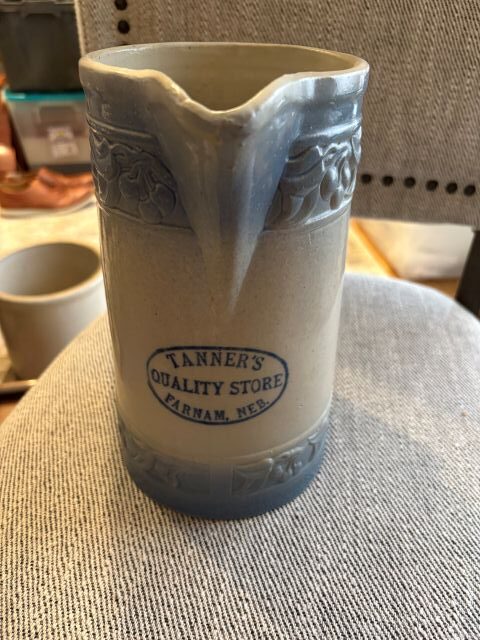 TANNER'S
QUALITY STORE
FARNAM, NEB.